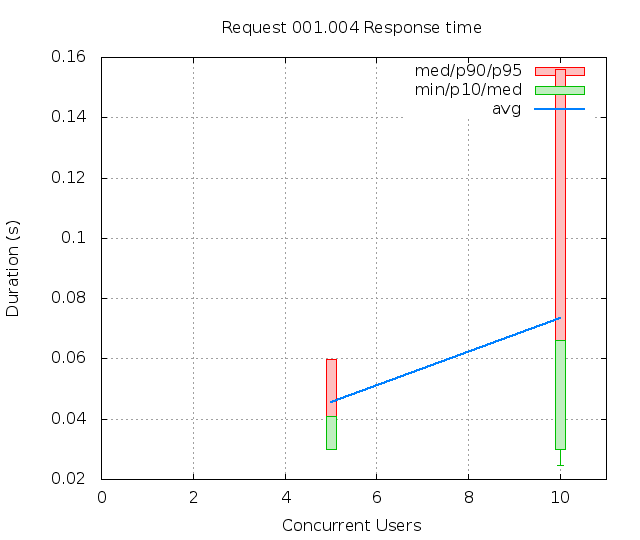 Request 001.004 Response time
med/p90/p95
min/p10/med
avg
0.16
0.14
0.12
0.1
0.08
0.06
0.04
0.02
Duration (s)
0 2 4 6 8 10
Concurrent Users